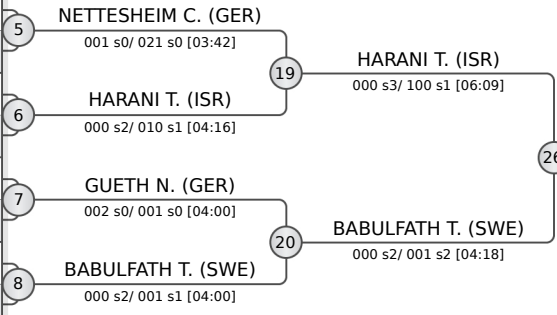 NETTESHEIM C. (GER)
5
001 s0/ 021 s0 [03:42]
19
HARANI T. (ISR)
000 s3/ 100 s1 [06:09]
HARANI T. (ISR)
6
000 s2/ 010 s1 [04:16]
26
GUETH N. (GER)
7
002 s0/ 001 s0 [04:00]
20
BABULFATH T. (SWE)
000 s2/ 001 s2 [04:18]
BABULFATH T. (SWE)
8
000 s2/ 001 s1 [04:00]